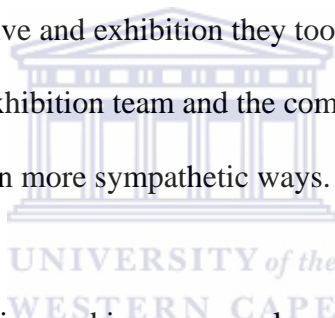 ve and exhibition they too
xhibition team and the com
n more sympathetic ways.
UNIVERSITY of the
WESTERN CAPE